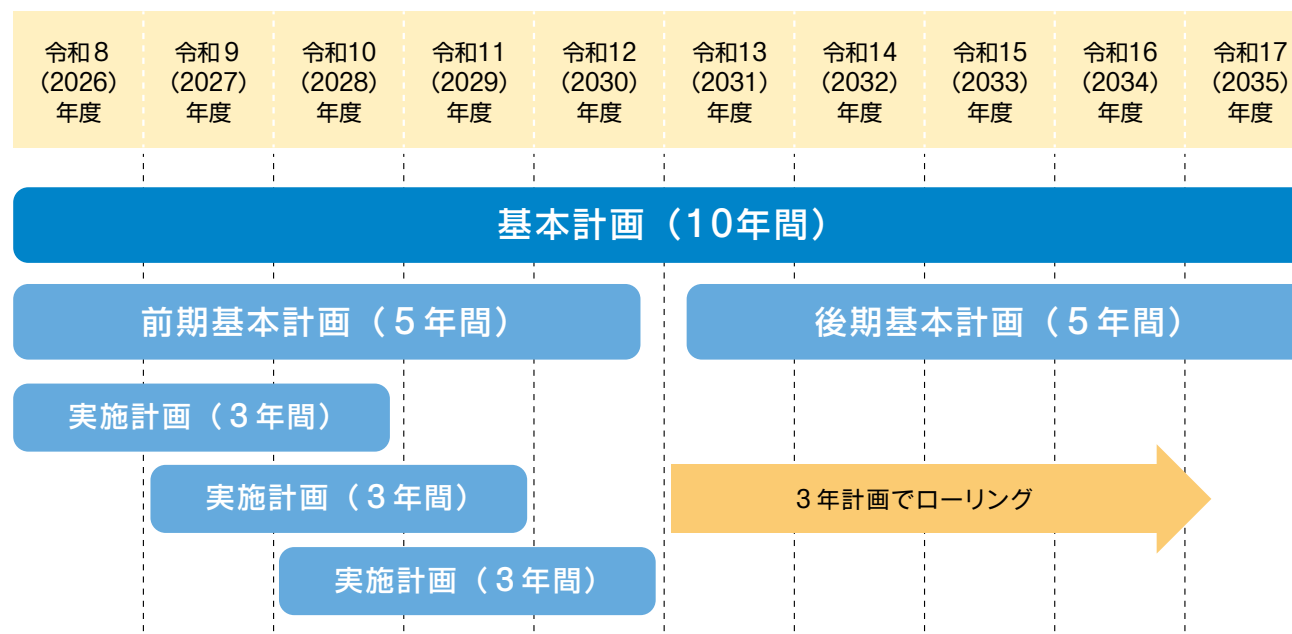 令和8
（2026）
年度
令和9
（2027）
年度
令和10
（2028）
年度
令和11
（2029）
年度
令和12
（2030）
年度
令和13
（2031）
年度
令和14
（2032）
年度
令和15
（2033）
年度
令和16
（2034）
年度
令和17
（2035）
年度
基本計画（10年間）
前期基本計画（5年間）
後期基本計画（5年間）
実施計画（3年間）
実施計画（3年間）
3年計画でローリング
実施計画（3年間）